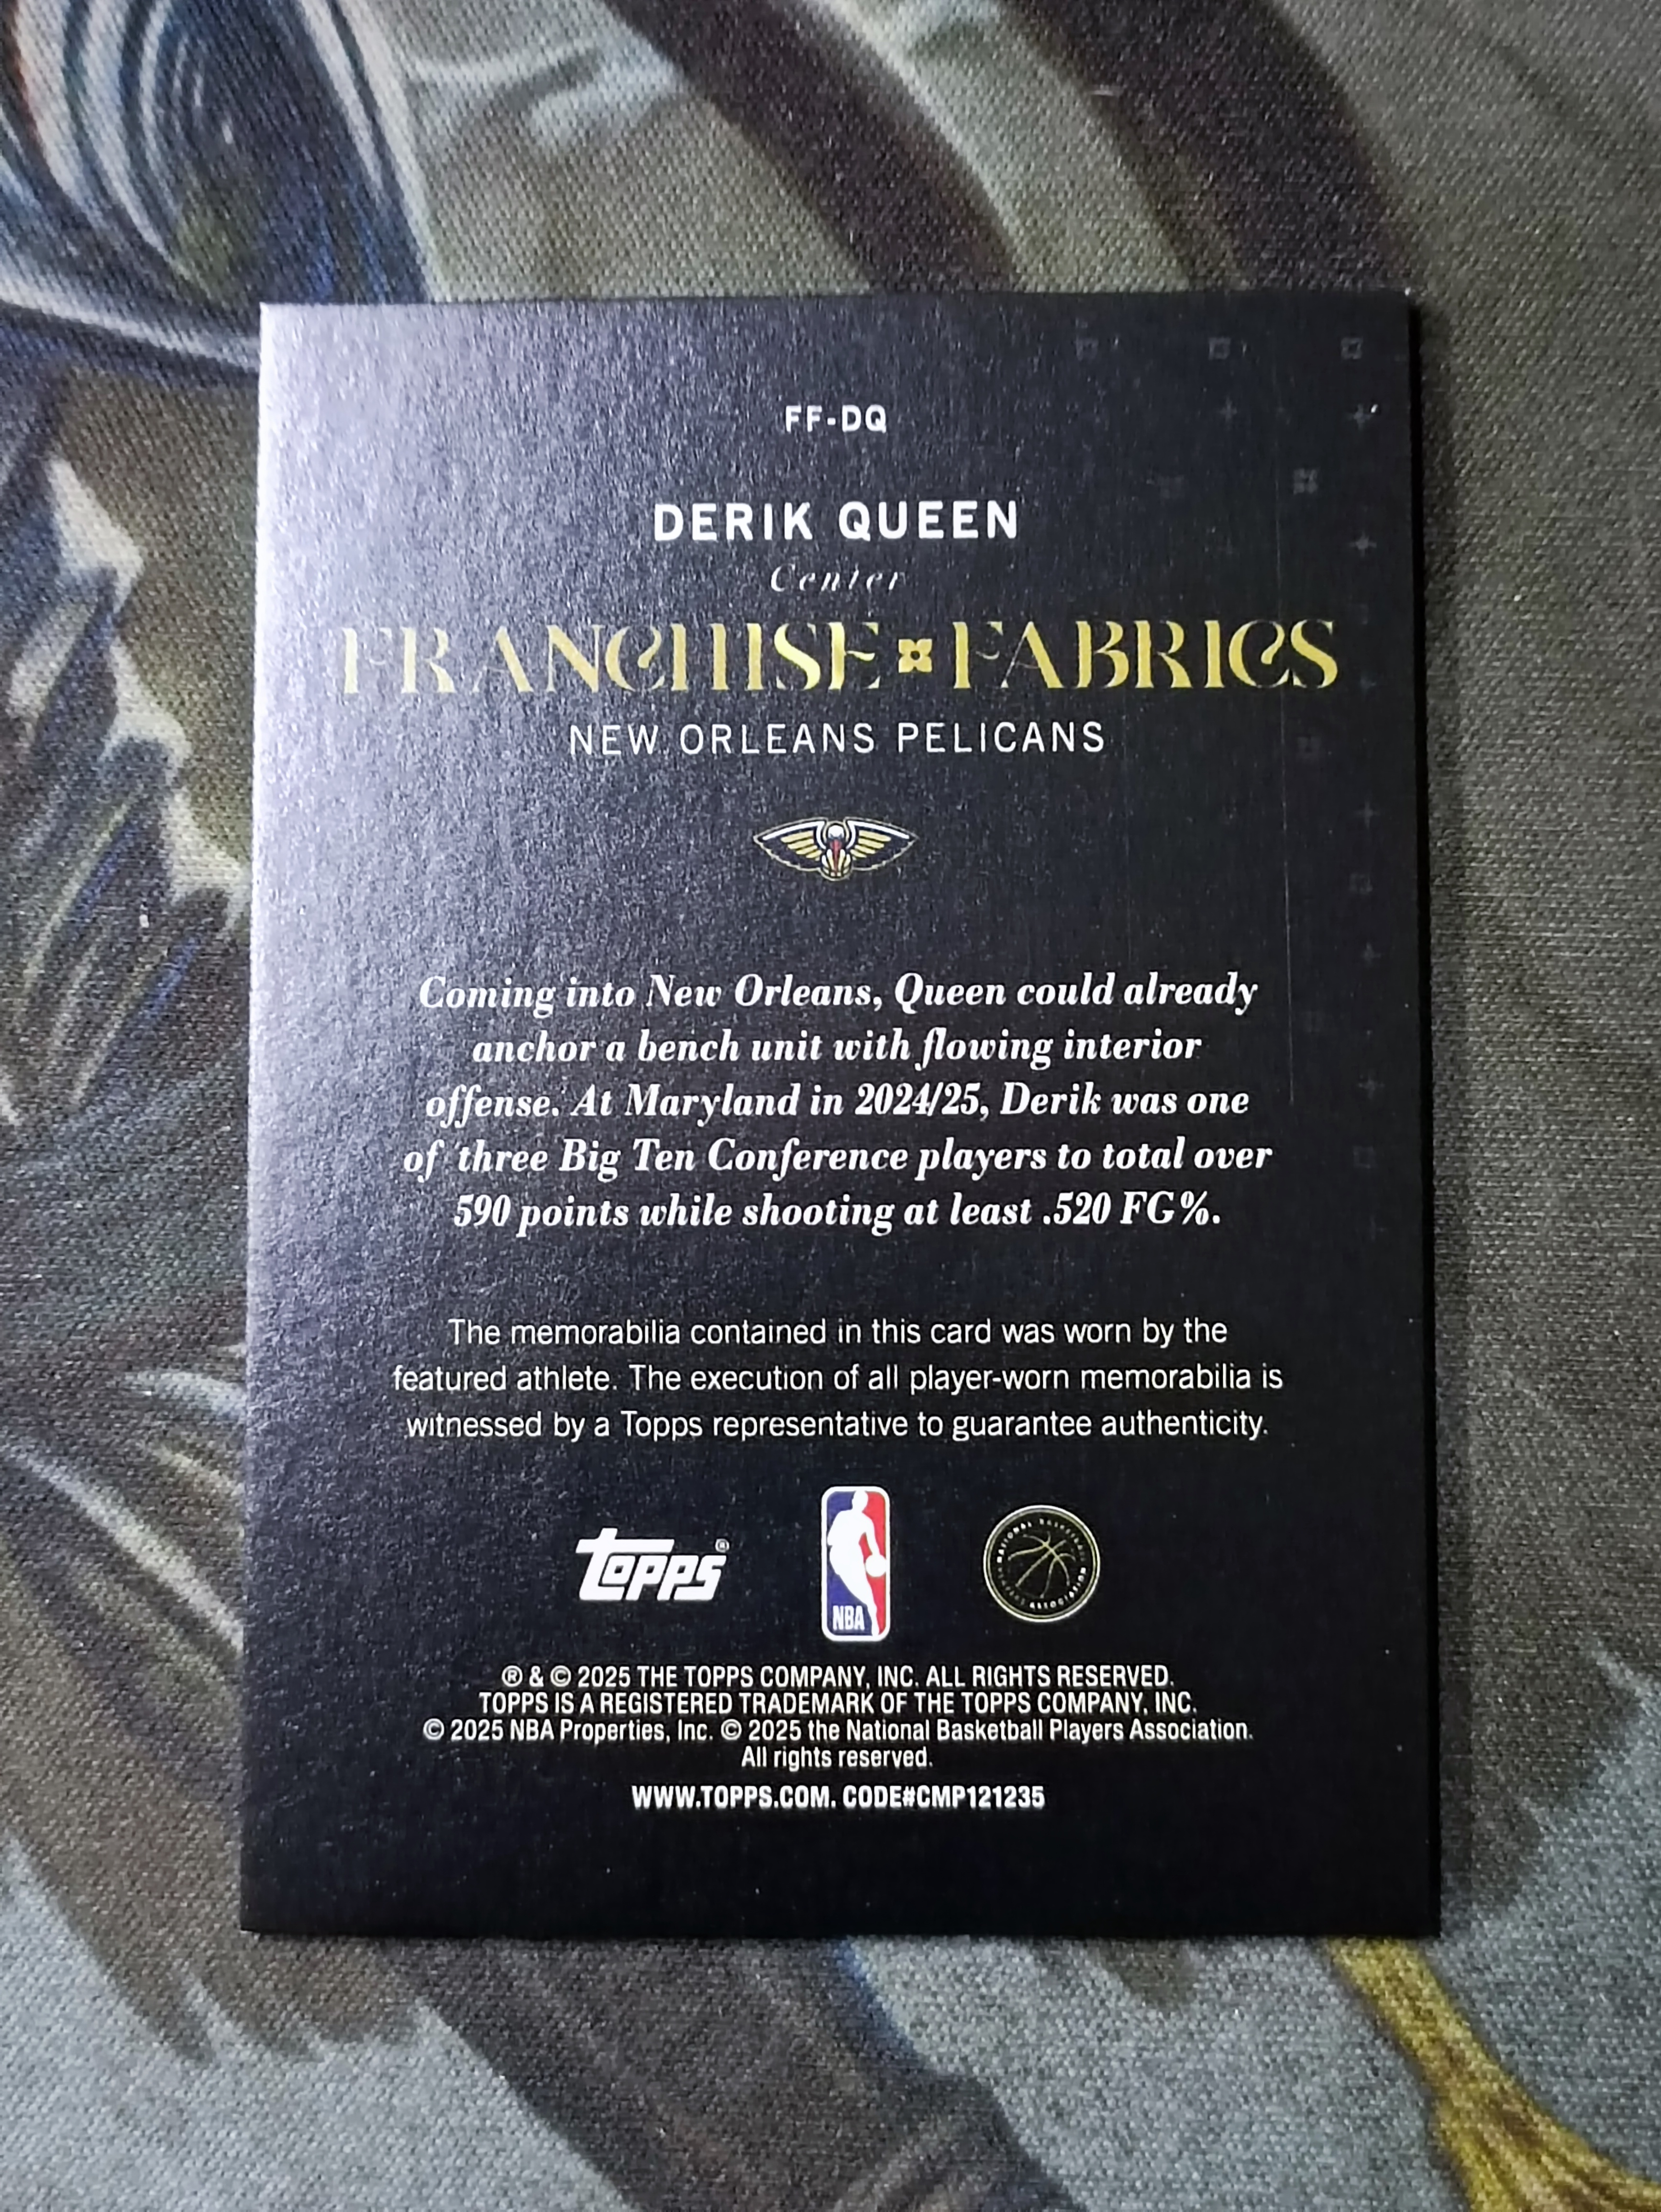 FF-DQ
DERIK QUEEN
Center
FRANCHISE FABRICS
NEW ORLEANS PELICANS
Coming into New Orleans, Queen could already
anchor a bench unit with flowing interior
offense. At Maryland in 2024/25, Derik was one
of three Big Ten Conference players to total over
590 points while shooting at least .520 FG%.
The memorabilia contained in this card was worn by the
featured athlete. The execution of all player-worn memorabilia is
witnessed by a Topps representative to guarantee authenticity.
topps®
NBA
NATIONAL BASKETBALL PLAYERS ASSOCIATION
® & © 2025 THE TOPPS COMPANY, INC. ALL RIGHTS RESERVED.
TOPPS IS A REGISTERED TRADEMARK OF THE TOPPS COMPANY, INC.
© 2025 NBA Properties, Inc. © 2025 the National Basketball Players Association.
All rights reserved.
WWW.TOPPS.COM. CODE#CMP121235